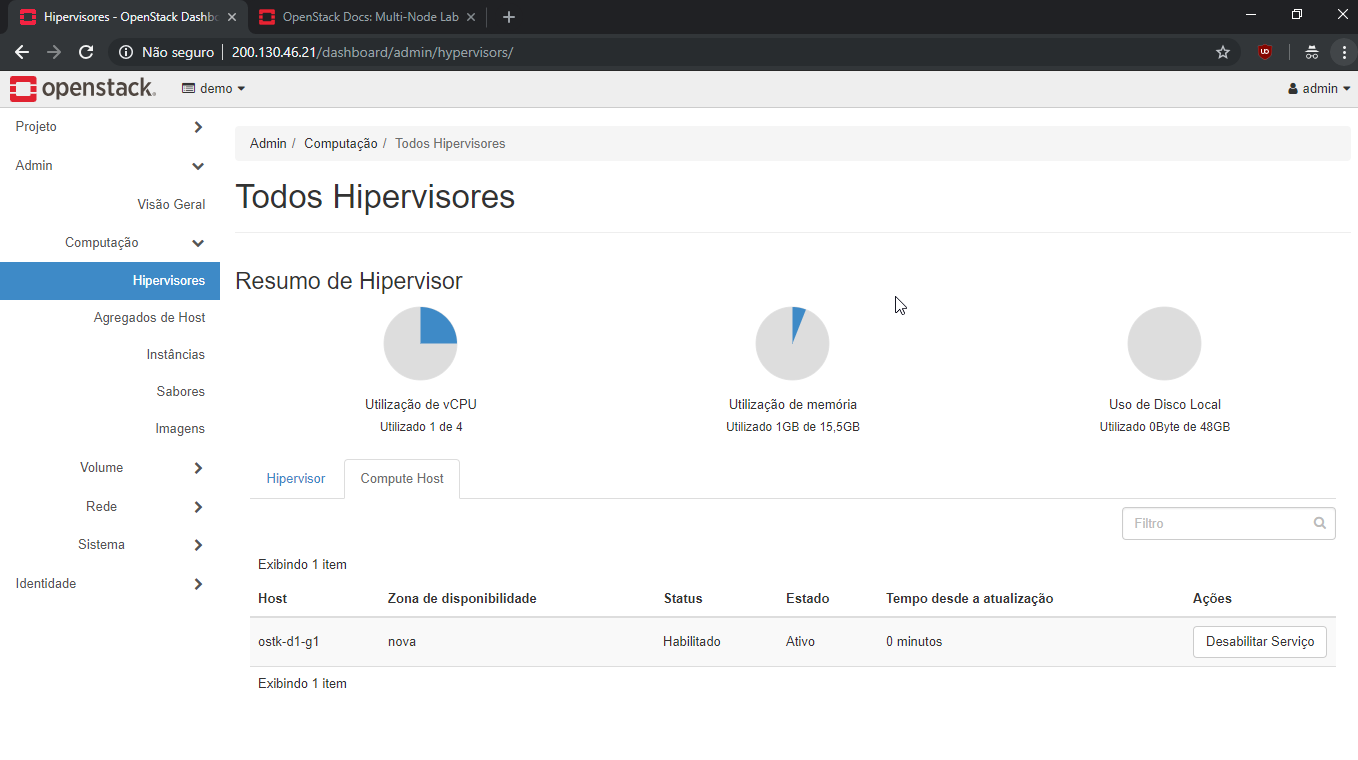 Hipervisores - OpenStack Dashbo
OpenStack Docs: Multi-Node Lab
Não seguro
200.130.46.21/dashboard/admin/hypervisors/
openstack.
demo
admin
Projeto
Admin
Visão Geral
Computação
Hipervisores
Agregados de Host
Instâncias
Sabores
Imagens
Volume
Rede
Sistema
Identidade
Admin / Computação / Todos Hipervisores
Todos Hipervisores
Resumo de Hipervisor
Utilização de vCPU
Utilizado 1 de 4
Utilização de memória
Utilizado 1GB de 15,5GB
Uso de Disco Local
Utilizado 0Byte de 48GB
Hipervisor
Compute Host
Filtro
Exibindo 1 item
Host Zona de disponibilidade Status Estado Tempo desde a atualização Ações
ostk-d1-g1 nova Habilitado Ativo 0 minutos Desabilitar Serviço
Exibindo 1 item